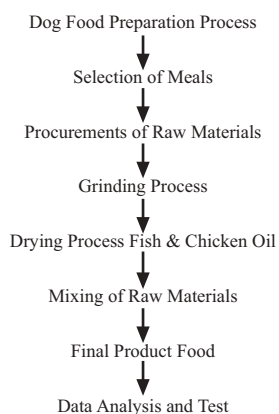 Dog Food Preparation Process
Selection of Meals
Procurements of Raw Materials
Grinding Process
Drying Process Fish & Chicken Oil
Mixing of Raw Materials
Final Product Food
Data Analysis and Test